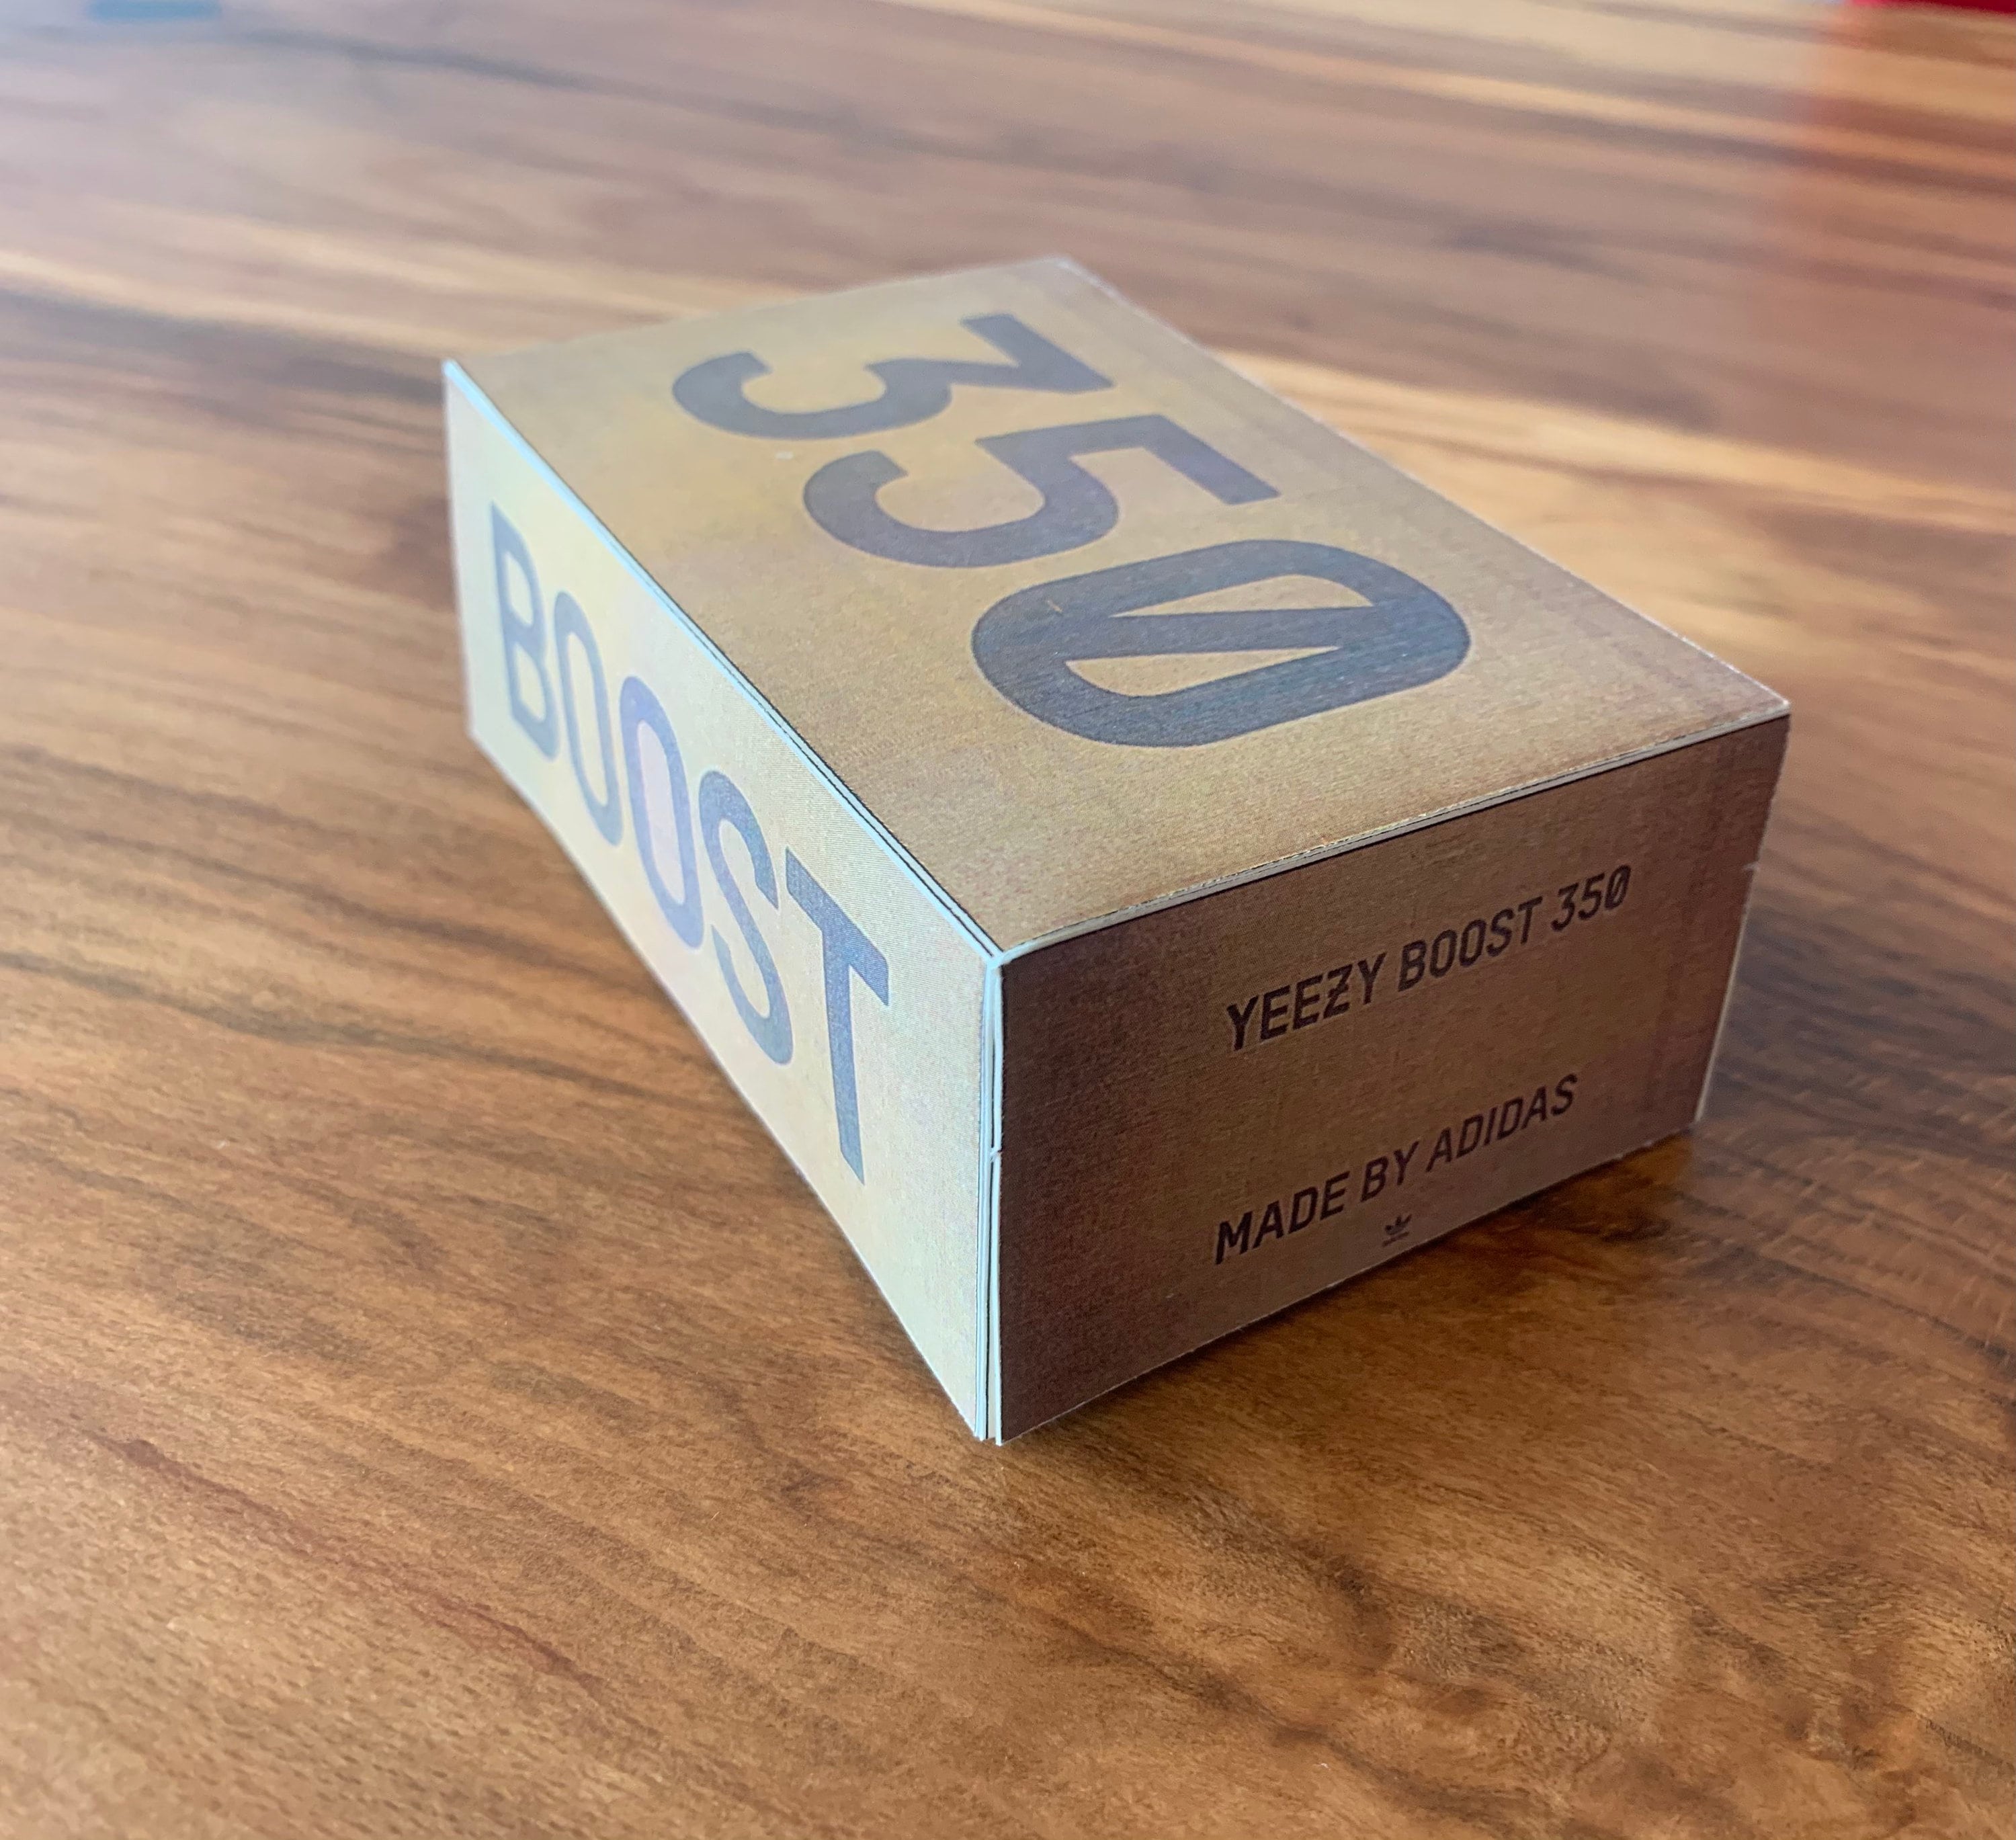 350
BOOST
YEEZY BOOST 350
MADE BY ADIDAS